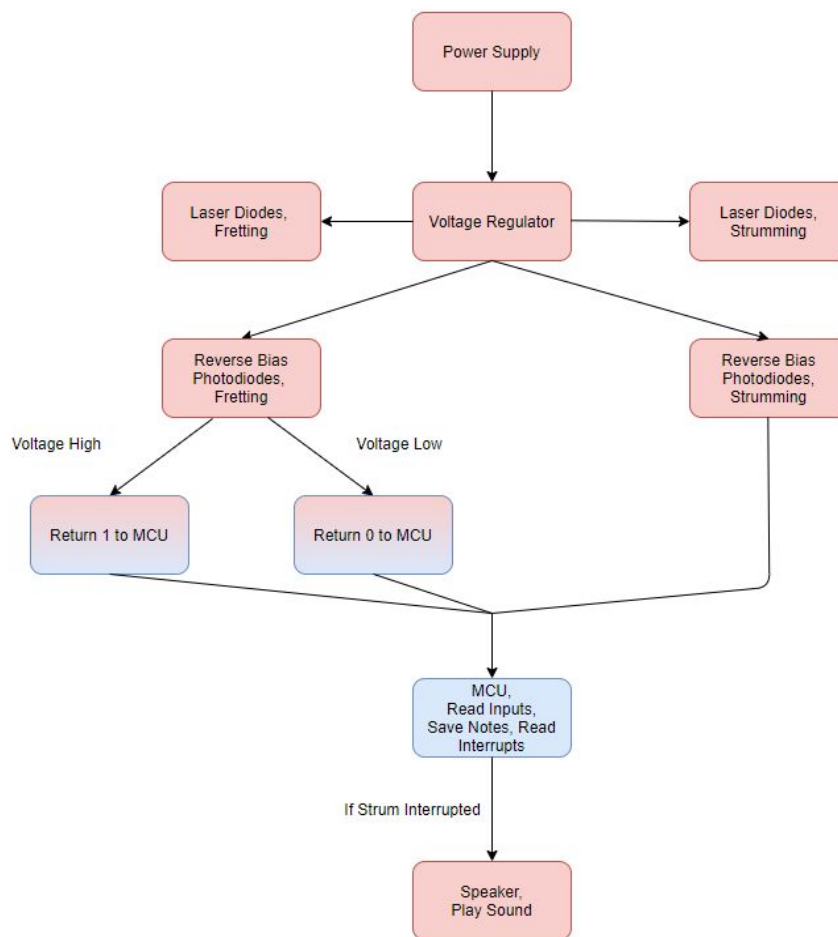 Power Supply
Laser Diodes,
Fretting
Voltage Regulator
Laser Diodes,
Strumming
Reverse Bias
Photodiodes,
Fretting
Reverse Bias
Photodiodes,
Strumming
Voltage High
Voltage Low
Return 1 to MCU
Return 0 to MCU
MCU,
Read Inputs,
Save Notes, Read
Interrupts
If Strum Interrupted
Speaker,
Play Sound